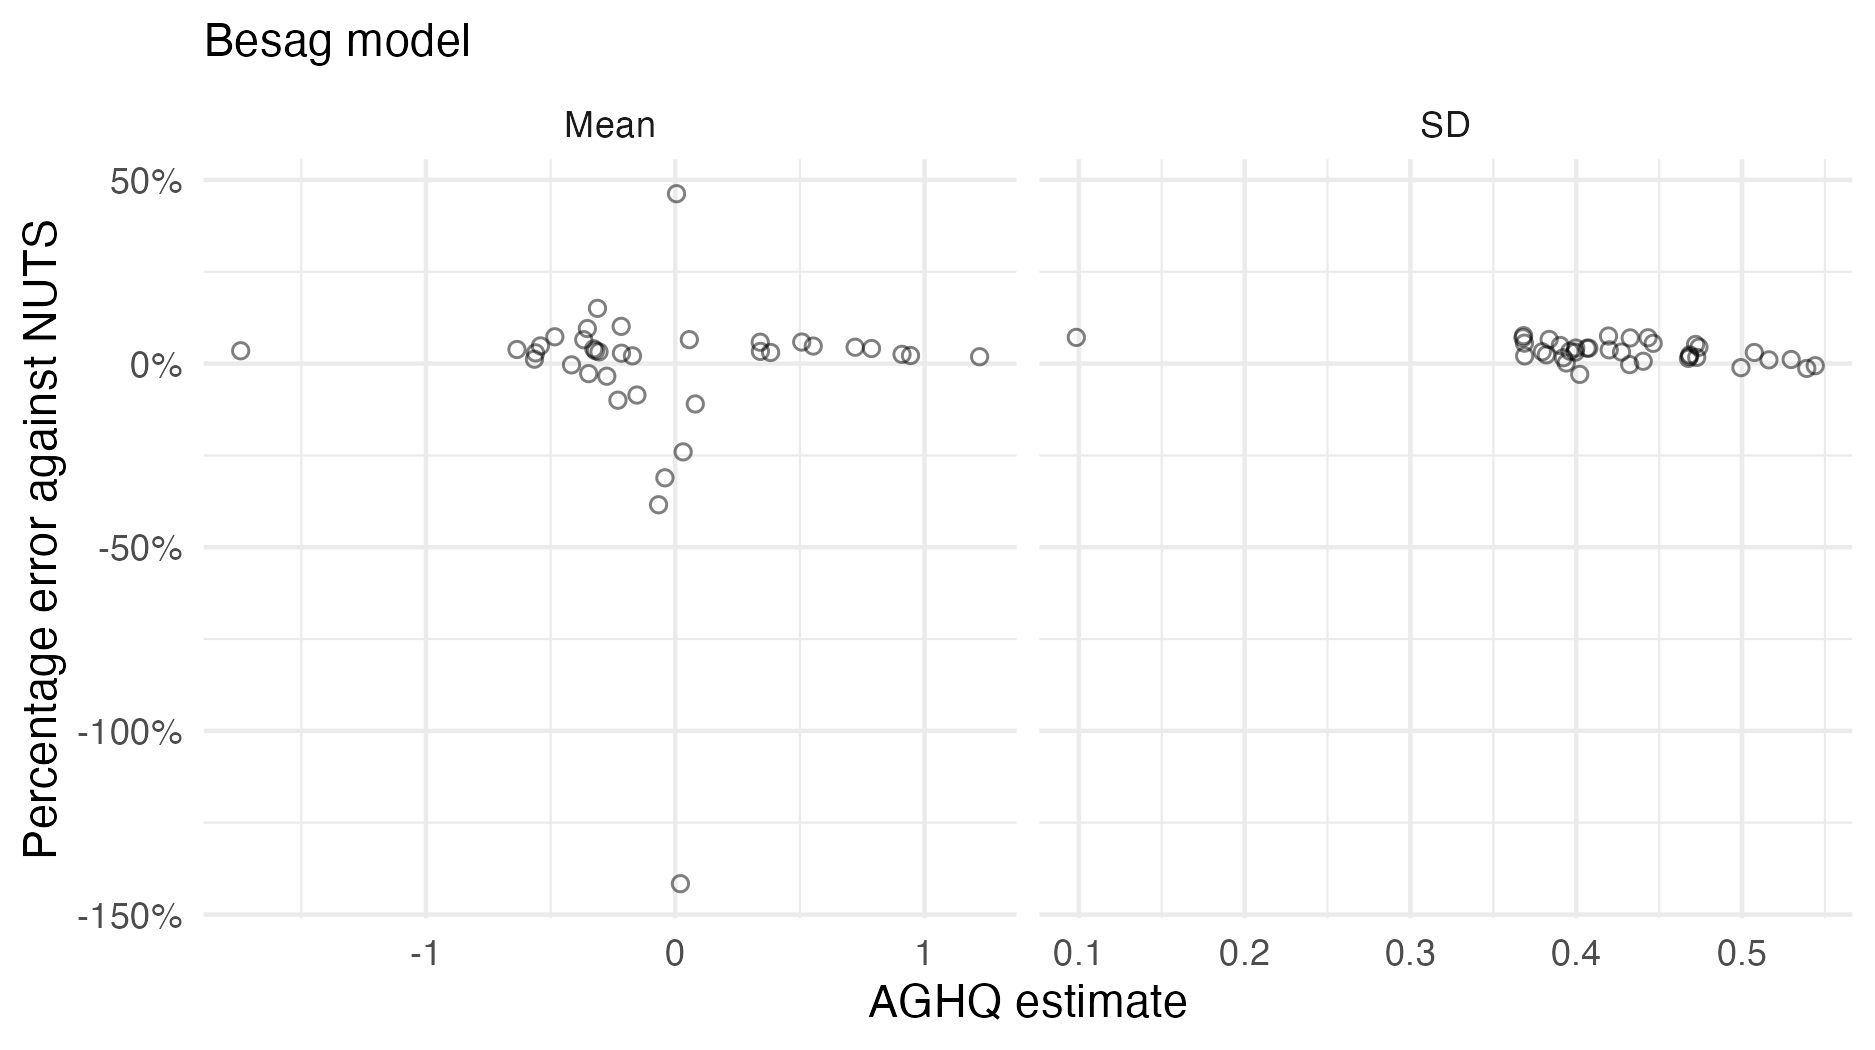 Besag model
Mean
SD
Percentage error against NUTS
50%
0%
-50%
-100%
-150%
-1 0 1
0.1 0.2 0.3 0.4 0.5
AGHQ estimate